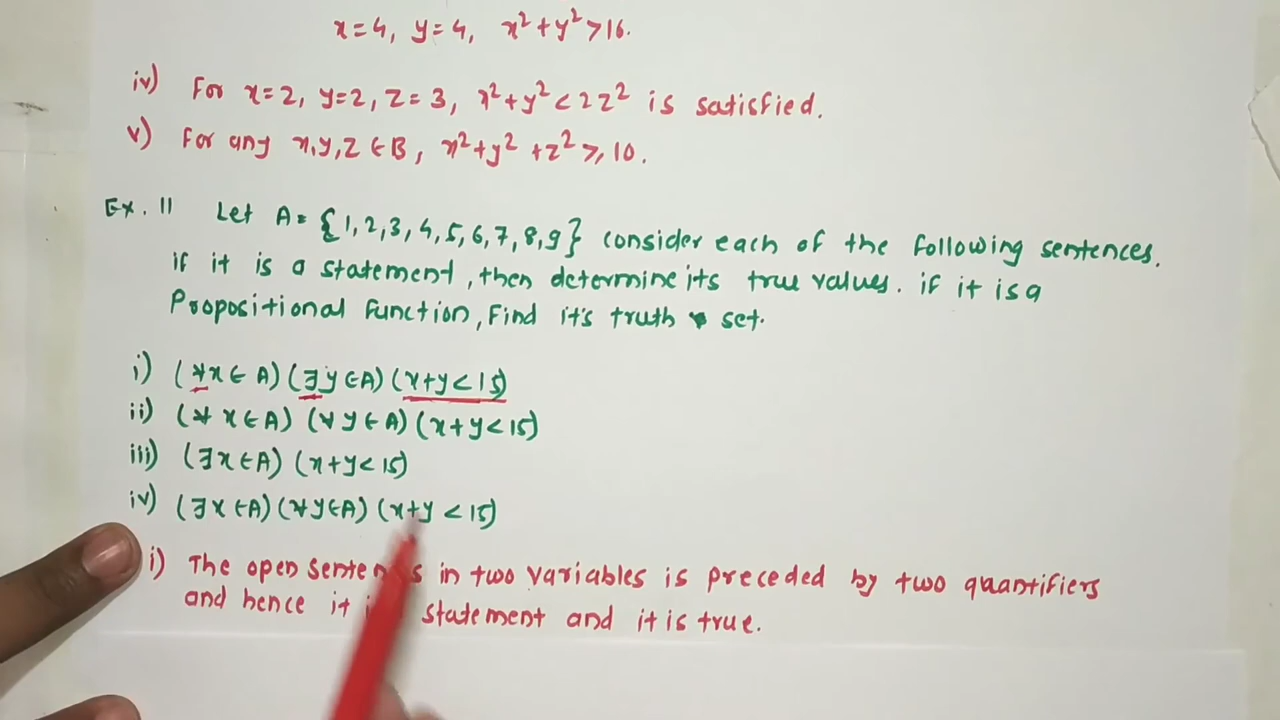 x=4, y=4, x²+y²>16.
iv) For x=2, y=2, z=3, x²+y²<2z² is satisfied.
v) For any x,y,z ∈ B, x²+y²+z² ≥ 10.
Ex. 11 Let A= {1,2,3,4,5,6,7,8,9} consider each of the following sentences.
if it is a statement, then determine its true values. if it is a
Propositional function, Find it's truth set.
i) (∀x ∈ A) (∃y ∈ A) (x+y<15)
ii) (∀ x ∈ A) (∀ y ∈ A) (x+y<15)
iii) (∃x ∈ A) (x+y<15)
iv) (∃x ∈ A) (∀y ∈ A) (x+y <15)
i) The open in two variables is preceded by two quantifiers
and hence it statement and it is true.